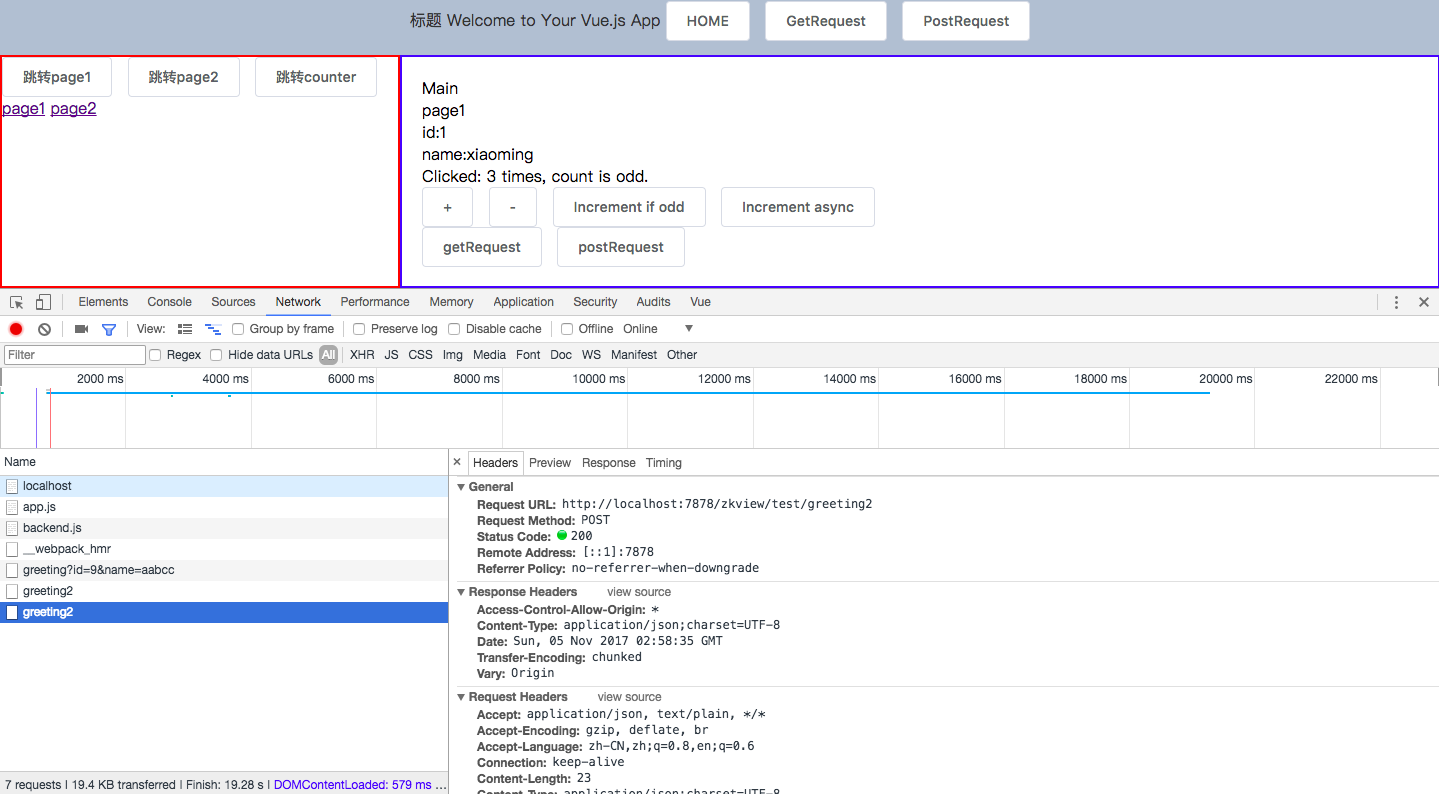 标题 Welcome to Your Vue.js App HOME GetRequest PostRequest
跳转page1 跳转page2 跳转counter
page1 page2
Main
page1
id:1
name:xiaoming
Clicked: 3 times, count is odd.
+ - Increment if odd Increment async
getRequest postRequest
Elements Console Sources Network Performance Memory Application Security Audits Vue
View: Group by frame Preserve log Disable cache Offline Online
Filter Regex Hide data URLs All XHR JS CSS Img Media Font Doc WS Manifest Other
2000 ms 4000 ms 6000 ms 8000 ms 10000 ms 12000 ms 14000 ms 16000 ms 18000 ms 20000 ms 22000 ms
Name
localhost
app.js
backend.js
__webpack_hmr
greeting?id=9&name=aabcc
greeting2
greeting2
7 requests | 19.4 KB transferred | Finish: 19.28 s | DOMContentLoaded: 579 ms ...
× Headers Preview Response Timing
General
Request URL: http://localhost:7878/zkview/test/greeting2
Request Method: POST
Status Code: 200
Remote Address: [::1]:7878
Referrer Policy: no-referrer-when-downgrade
Response Headers view source
Access-Control-Allow-Origin: *
Content-Type: application/json;charset=UTF-8
Date: Sun, 05 Nov 2017 02:58:35 GMT
Transfer-Encoding: chunked
Vary: Origin
Request Headers view source
Accept: application/json, text/plain, */*
Accept-Encoding: gzip, deflate, br
Accept-Language: zh-CN,zh;q=0.8,en;q=0.6
Connection: keep-alive
Content-Length: 23
Content-Type: application/json;charset=UTF-8